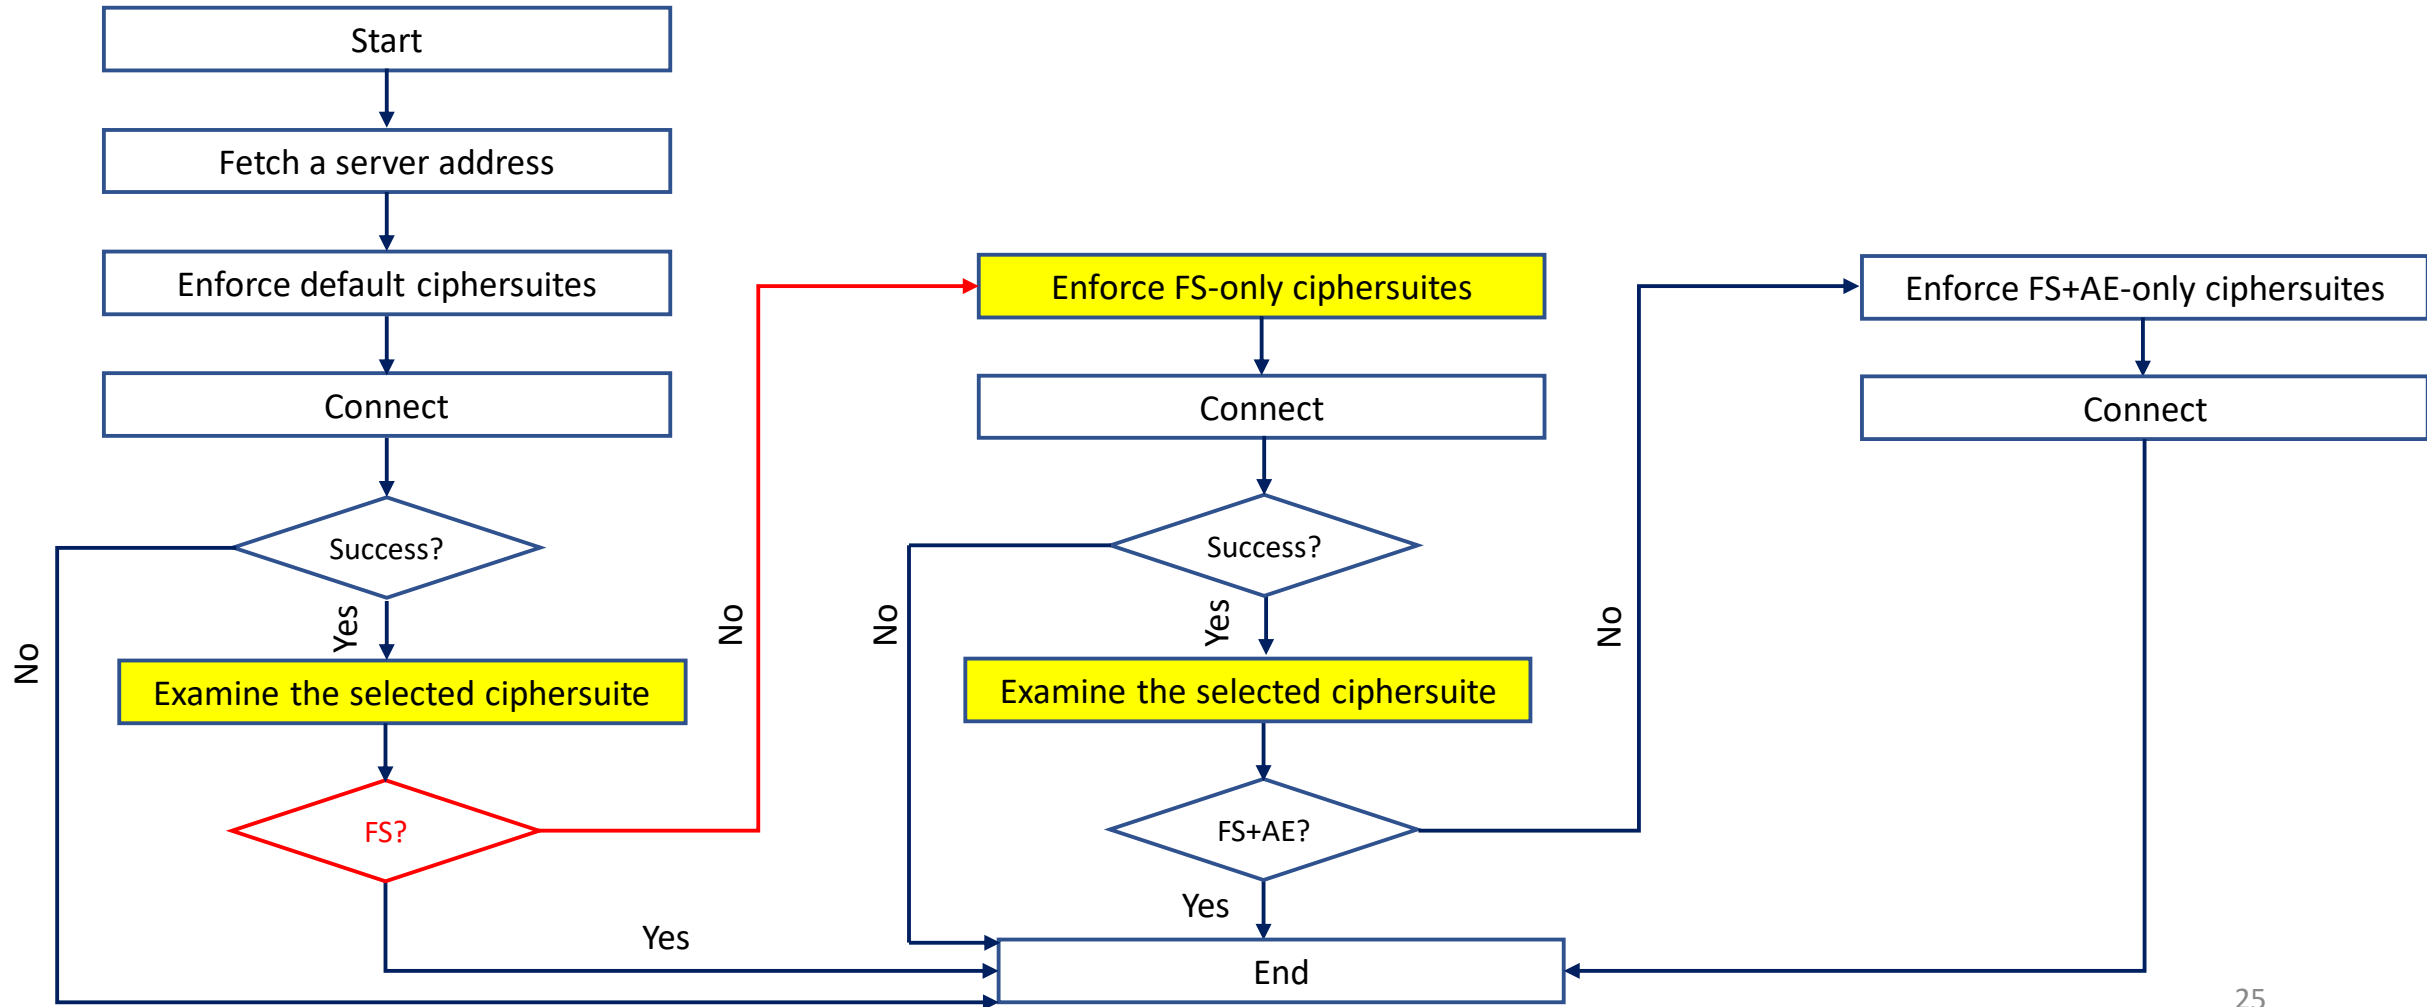 Start
Fetch a server address
Enforce default ciphersuites
Connect
Success?
No
Yes
Examine the selected ciphersuite
FS?
No
Yes
Enforce FS-only ciphersuites
Connect
Success?
No
Yes
Examine the selected ciphersuite
FS+AE?
No
Yes
Enforce FS+AE-only ciphersuites
Connect
End
25